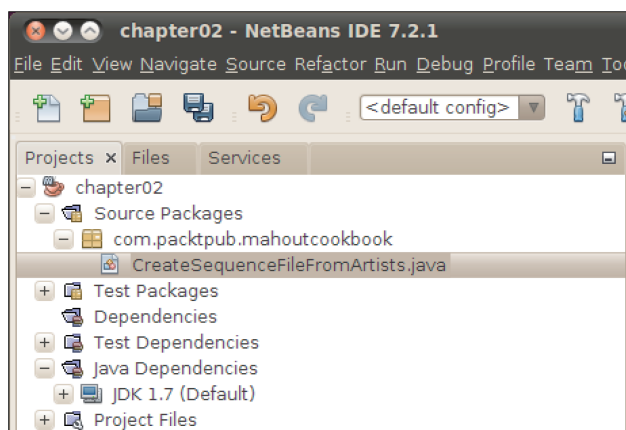 chapter02 - NetBeans IDE 7.2.1
File Edit View Navigate Source Refactor Run Debug Profile Team
<default config>
Projects Files Services
chapter02
Source Packages
com.packtpub.mahoutcookbook
CreateSequenceFileFromArtists.java
Test Packages
Dependencies
Test Dependencies
Java Dependencies
JDK 1.7 (Default)
Project Files